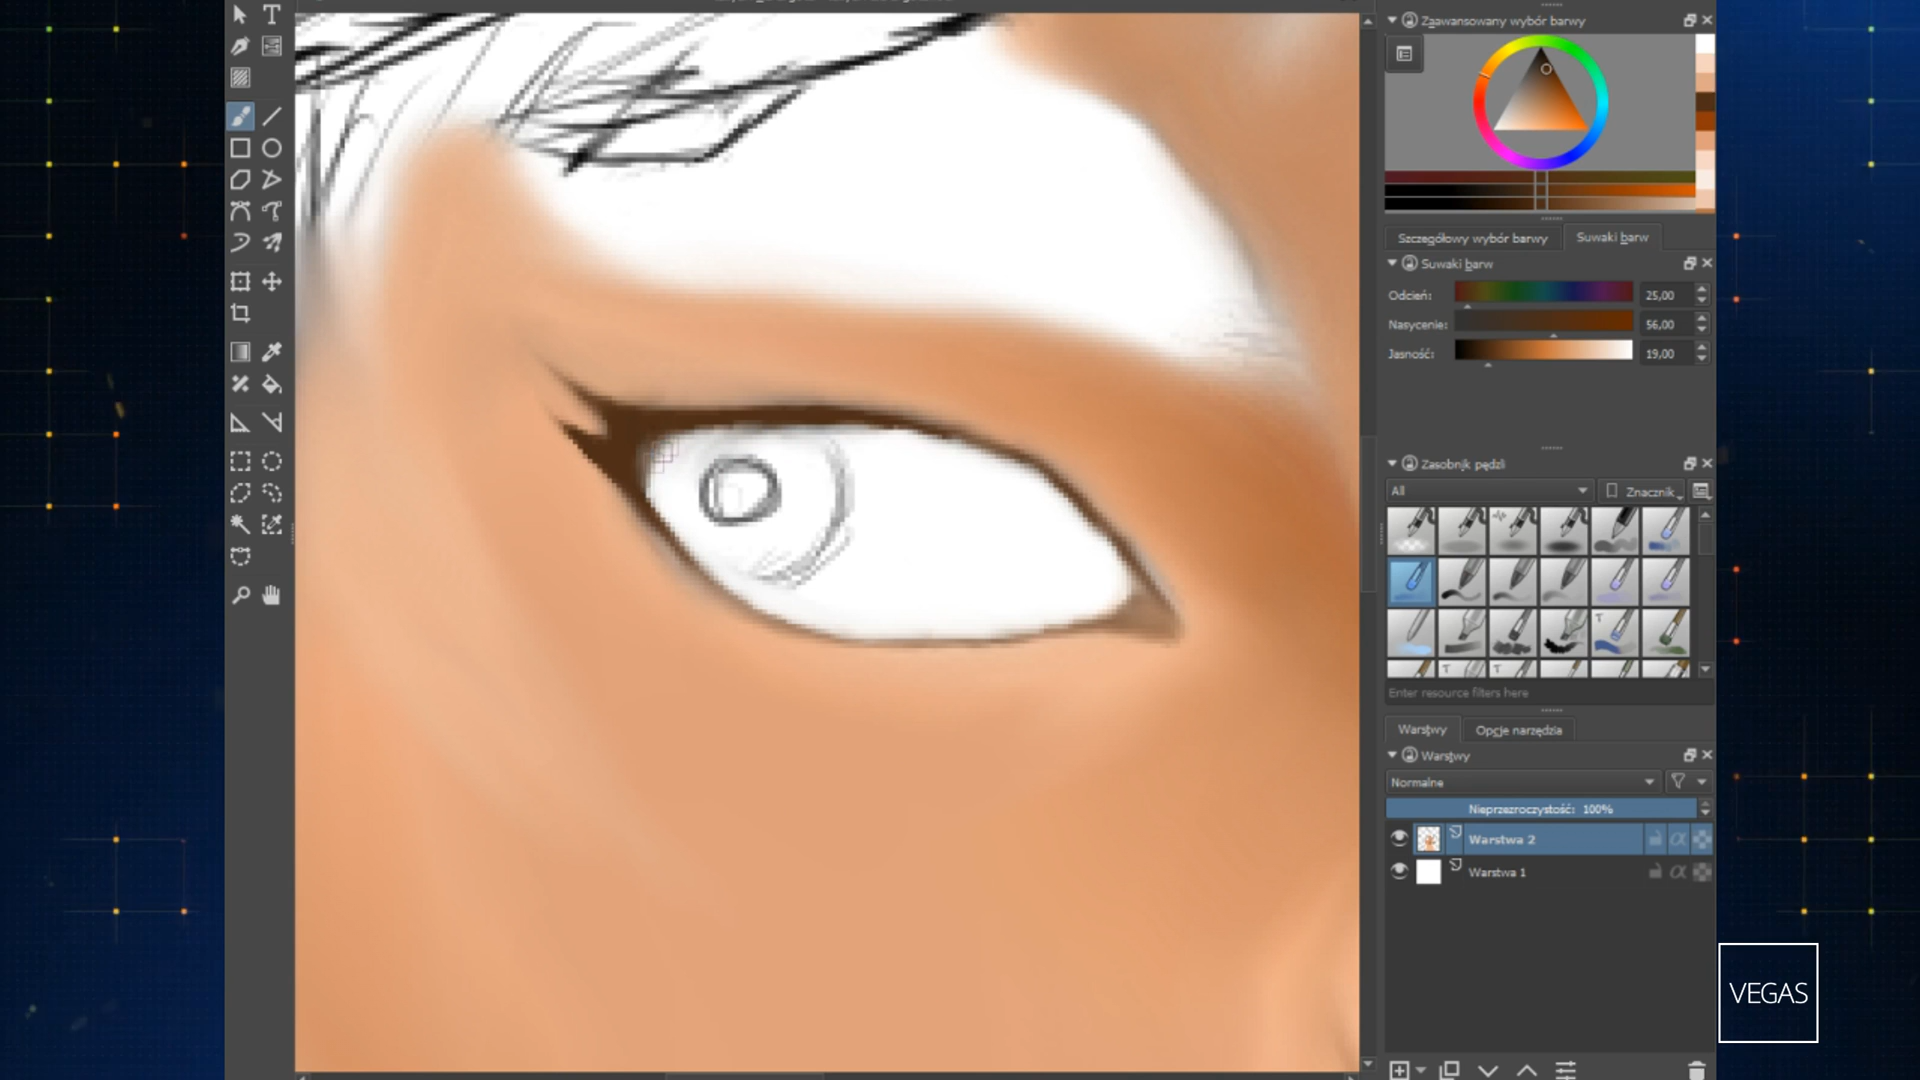 Zaawansowany wybór barwy
Szczegółowy wybór barwy
Suwaki barw
Suwaki barw
Odcień: 25,00
Nasycenie: 56,00
Jasność: 19,00
Zasobnik pędzli
All
Znacznik
Enter resource filters here
Warstwy
Opcje narzędzia
Warstwy
Normalne
Nieprzezroczystość: 100%
Warstwa 2
Warstwa 1
VEGAS